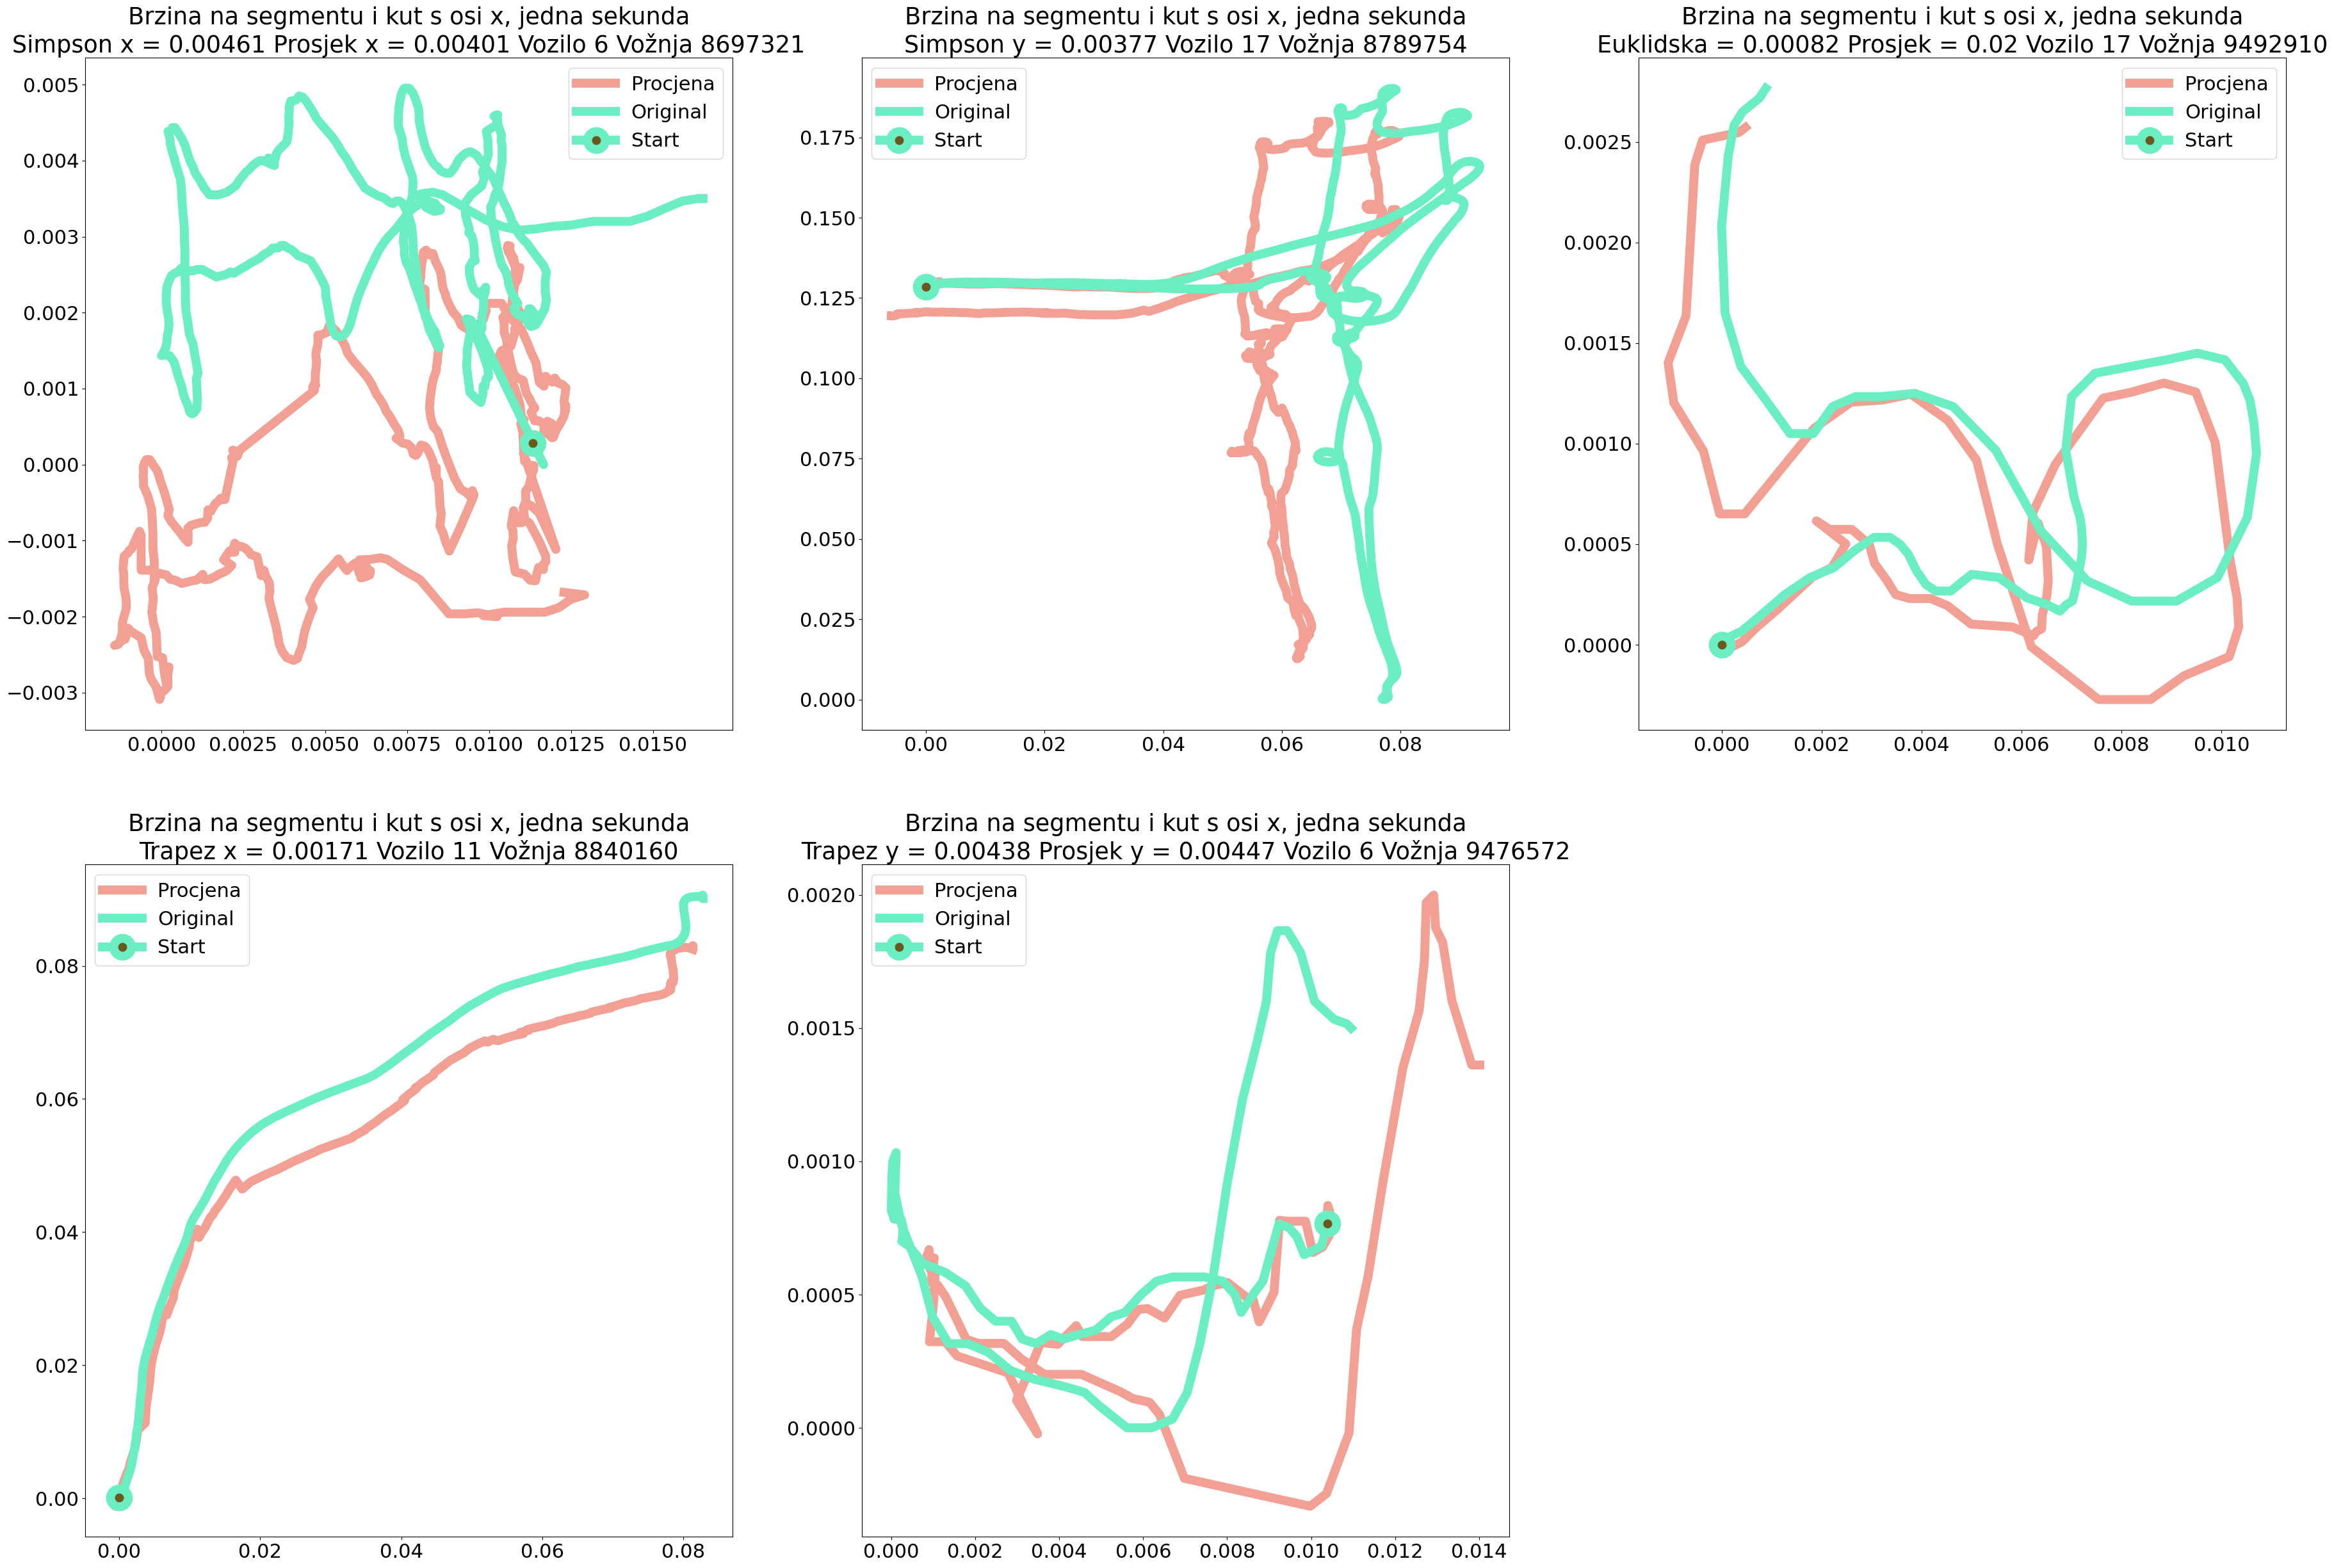 Brzina na segmentu i kut s osi x, jedna sekunda
Simpson x = 0.00461 Prosjek x = 0.00401 Vozilo 6 Vožnja 8697321
Procjena
Original
Start
0.005
0.004
0.003
0.002
0.001
0.000
−0.001
−0.002
−0.003
0.0000 0.0025 0.0050 0.0075 0.0100 0.0125 0.0150
Brzina na segmentu i kut s osi x, jedna sekunda
Simpson y = 0.00377 Vozilo 17 Vožnja 8789754
Procjena
Original
Start
0.175
0.150
0.125
0.100
0.075
0.050
0.025
0.000
0.00 0.02 0.04 0.06 0.08
Brzina na segmentu i kut s osi x, jedna sekunda
Euklidska = 0.00082 Prosjek = 0.02 Vozilo 17 Vožnja 9492910
Procjena
Original
Start
0.0025
0.0020
0.0015
0.0010
0.0005
0.0000
0.000 0.002 0.004 0.006 0.008 0.010
Brzina na segmentu i kut s osi x, jedna sekunda
Trapez x = 0.00171 Vozilo 11 Vožnja 8840160
Procjena
Original
Start
0.08
0.06
0.04
0.02
0.00
0.00 0.02 0.04 0.06 0.08
Brzina na segmentu i kut s osi x, jedna sekunda
Trapez y = 0.00438 Prosjek y = 0.00447 Vozilo 6 Vožnja 9476572
Procjena
Original
Start
0.0020
0.0015
0.0010
0.0005
0.0000
0.000 0.002 0.004 0.006 0.008 0.010 0.012 0.014